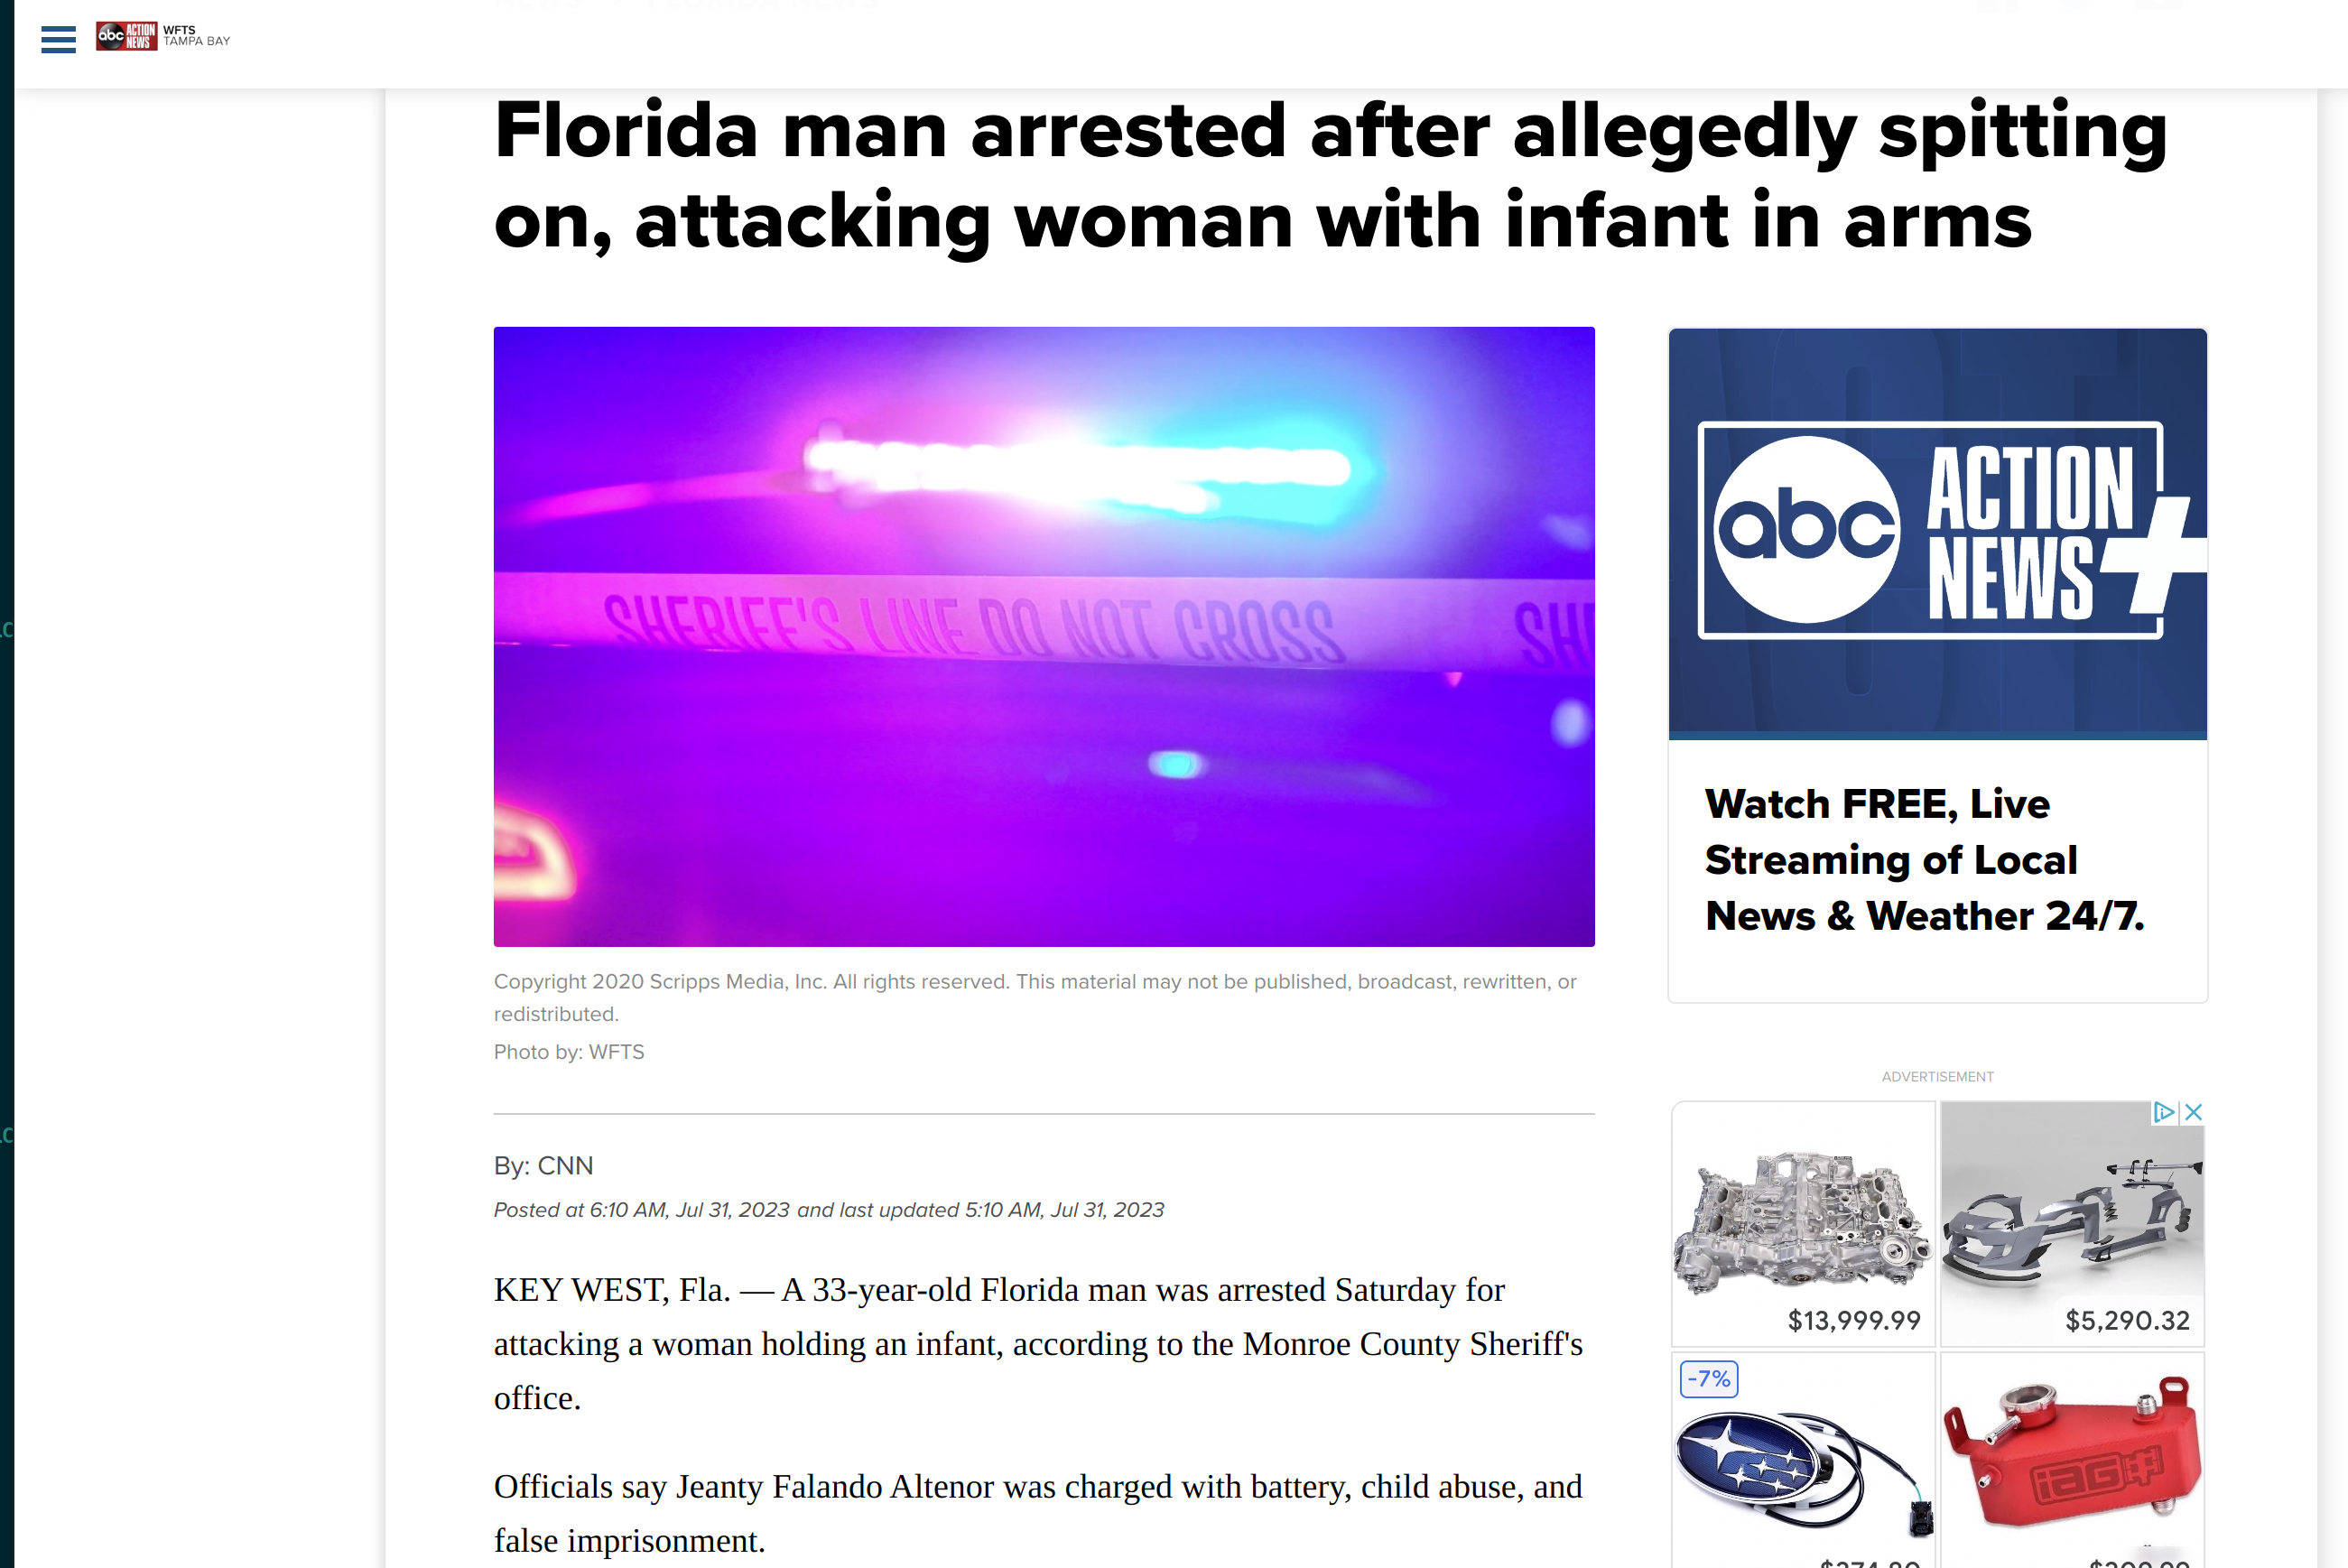 abc ACTION NEWS WFTS
TAMPA BAY
Florida man arrested after allegedly spitting
on, attacking woman with infant in arms
SHERIFF'S LINE DO NOT CROSS
abc ACTION
NEWS+
Copyright 2020 Scripps Media, Inc. All rights reserved. This material may not be published, broadcast, rewritten, or
redistributed.
Photo by: WFTS
By: CNN
Posted at 6:10 AM, Jul 31, 2023 and last updated 5:10 AM, Jul 31, 2023
KEY WEST, Fla. — A 33-year-old Florida man was arrested Saturday for
attacking a woman holding an infant, according to the Monroe County Sheriff's
office.
Officials say Jeanty Falando Altenor was charged with battery, child abuse, and
false imprisonment.
Watch FREE, Live
Streaming of Local
News & Weather 24/7.
ADVERTISEMENT
$13,999.99
$5,290.32
-7%
iAG